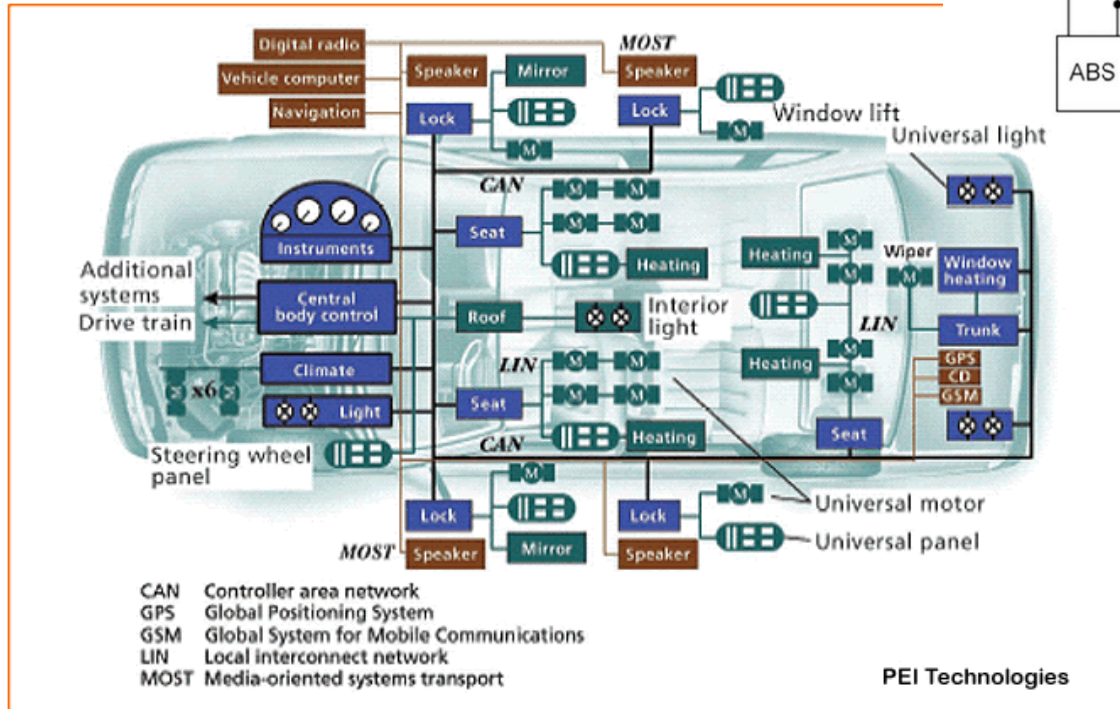 ABS
Digital radio
MOST
Speaker
Mirror
Speaker
Vehicle computer
Navigation
Lock
Lock
M
M
Window lift
Universal light
CAN
M
M
Instruments
Seat
M
M
Heating
Heating
M
M
Wiper
M
Window
heating
Additional
systems
Drive train
Central
body control
Roof
Interior
light
LIN
Trunk
Climate
LIN
M
M
Heating
M
M
GPS
CD
GSM
x6
Light
Seat
M
M
CAN
Heating
Seat
Steering wheel
panel
M
M
Universal motor
Lock
Lock
Universal panel
MOST
Speaker
Mirror
Speaker
CAN Controller area network
GPS Global Positioning System
GSM Global System for Mobile Communications
LIN Local interconnect network
MOST Media-oriented systems transport
PEI Technologies